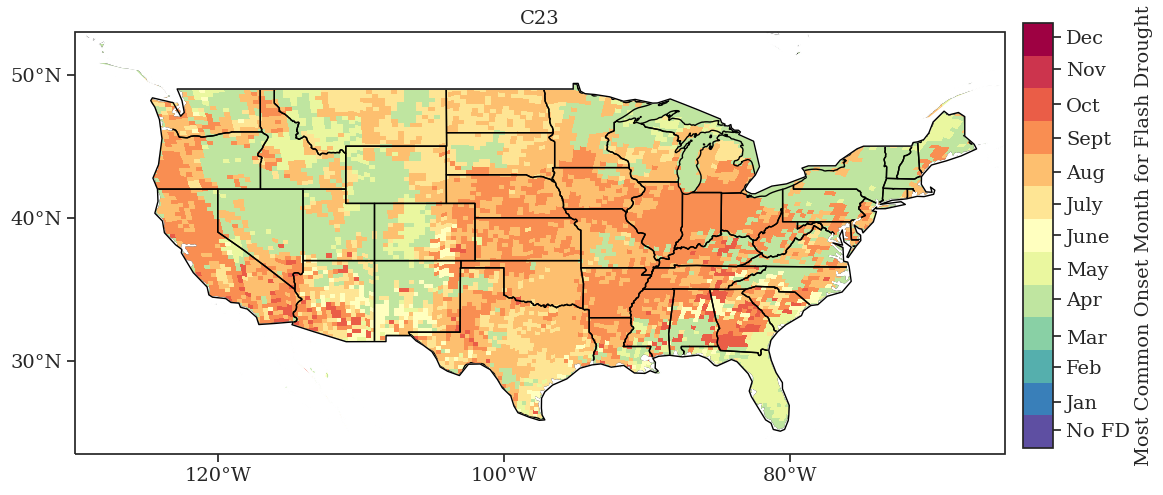 C23
50°N
40°N
30°N
120°W
100°W
80°W
Dec
Nov
Oct
Sept
Aug
July
June
May
Apr
Mar
Feb
Jan
No FD
Most Common Onset Month for Flash Drought